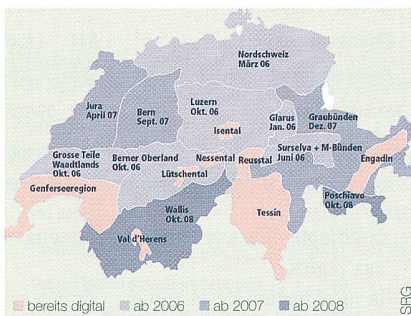 Nordschweiz
März 06
Jura
April 07
Bern
Sept. 07
Luzern
Okt. 06
Isental
Glarus
Jan. 06
Graubünden
Dez. 07
Grosse Teile
Waadtlands
Okt. 06
Berner Oberland
Okt. 06
Nessental
Reusstal
Surselva + M-Bünden
Juni 06
Engadin
Lütschental
Genferseeregion
Wallis
Okt. 08
Tessin
Poschiavo
Okt. 08
Val d'Herens
bereits digital
ab 2006
ab 2007
ab 2008
SRG